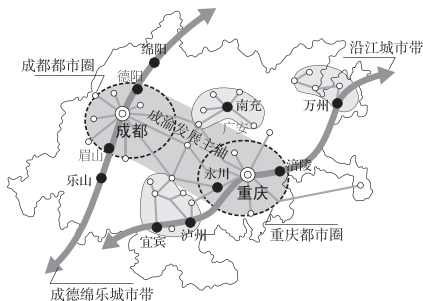 绵阳
沿江城市带
成都都市圈
德阳
南充
万州
成渝发展主轴
广安
成都
眉山
涪陵
永川
乐山
重庆
宜宾
泸州
重庆都市圈
成德绵乐城市带